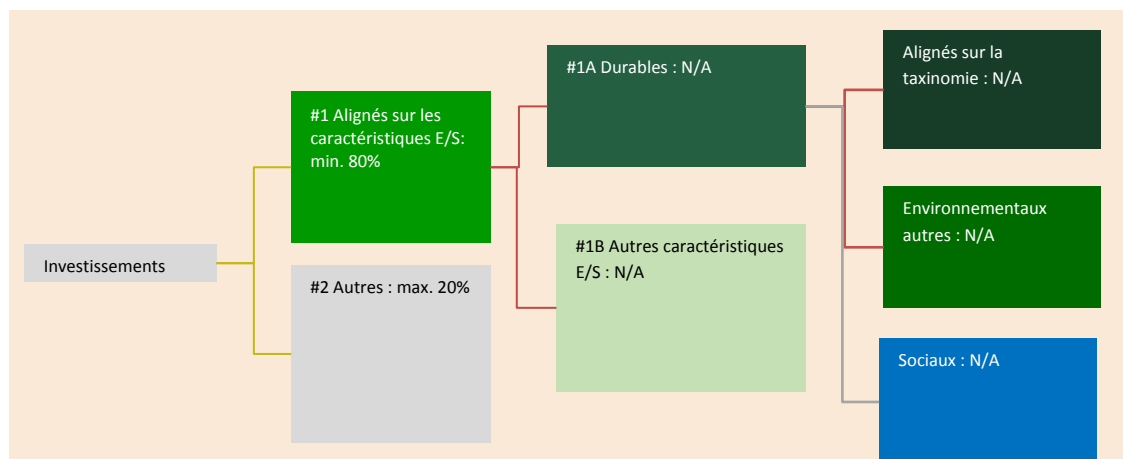 Investissements
#1 Alignés sur les
caractéristiques E/S:
min. 80%
#2 Autres : max. 20%
#1A Durables : N/A
#1B Autres caractéristiques
E/S : N/A
Alignés sur la
taxinomie : N/A
Environnementaux
autres : N/A
Sociaux : N/A